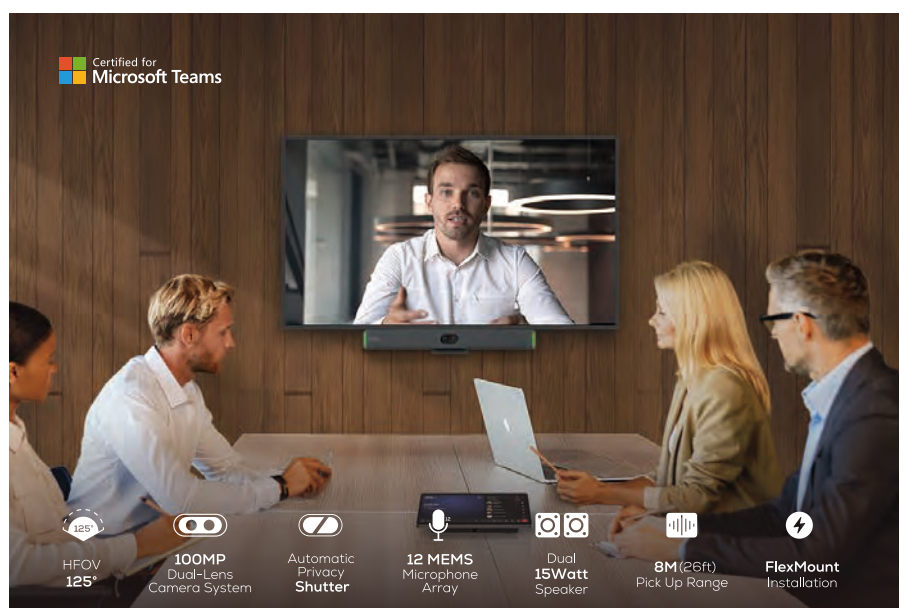 Certified for
Microsoft Teams
125°
HFOV
125°
100MP
Dual-Lens
Camera System
Automatic
Privacy
Shutter
12
12 MEMS
Microphone
Array
Dual
15Watt
Speaker
8M(26ft)
Pick Up Range
FlexMount
Installation